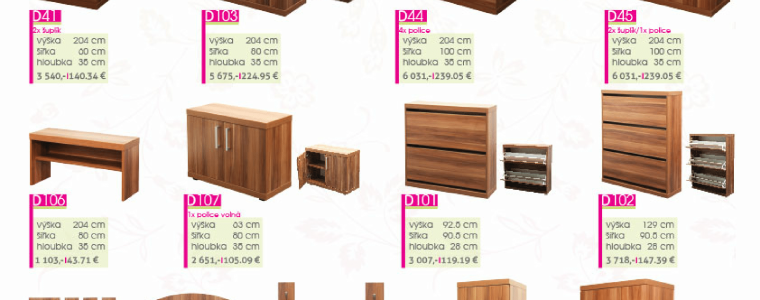 D41
2x šuplík
výška 204 cm
šířka 60 cm
hloubka 38 cm
3 540,-|140.34 €
D103
výška 204 cm
šířka 80 cm
hloubka 38 cm
5 675,-|224.95 €
D44
4x police
výška 204 cm
šířka 100 cm
hloubka 38 cm
6 031,-|239.05 €
D45
2x šuplík/1x police
výška 204 cm
šířka 100 cm
hloubka 38 cm
6 031,-|239.05 €
D106
výška 204 cm
šířka 80 cm
hloubka 38 cm
1 103,-|43.71 €
D107
1x police volná
výška 63 cm
šířka 80 cm
hloubka 38 cm
2 651,-|105.09 €
D101
výška 92.5 cm
šířka 90.5 cm
hloubka 28 cm
3 007,-|119.19 €
D102
výška 129 cm
šířka 90.5 cm
hloubka 28 cm
3 718,-|147.39 €